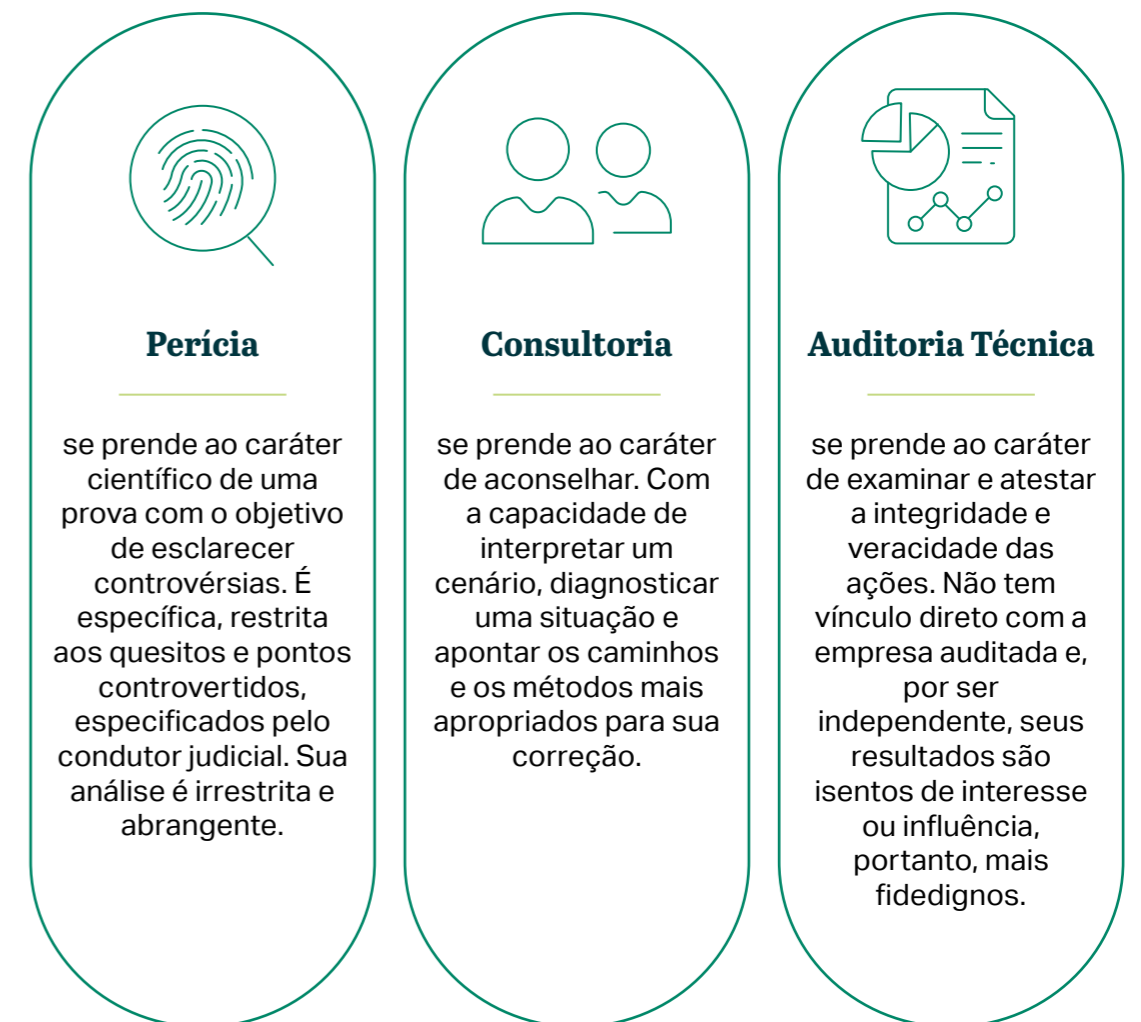 Perícia
se prende ao caráter
científico de uma
prova com o objetivo
de esclarecer
controvérsias. É
específica, restrita
aos quesitos e pontos
controvertidos,
especificados pelo
condutor judicial. Sua
análise é irrestrita e
abrangente.
Consultoria
se prende ao caráter
de aconselhar. Com
a capacidade de
interpretar um
cenário, diagnosticar
uma situação e
apontar os caminhos
e os métodos mais
apropriados para sua
correção.
Auditoria Técnica
se prende ao caráter
de examinar e atestar
a integridade e
veracidade das
ações. Não tem
vínculo direto com a
empresa auditada e,
por ser
independente, seus
resultados são
isentos de interesse
ou influência,
portanto, mais
fidedignos.